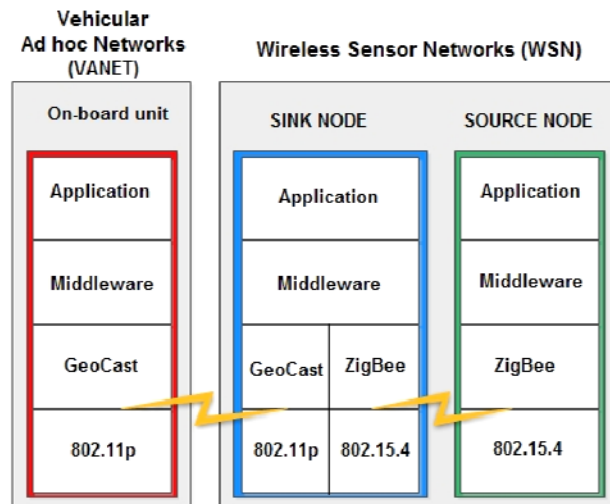 Vehicular
Ad hoc Networks
(VANET)
Wireless Sensor Networks (WSN)
On-board unit
SINK NODE
SOURCE NODE
Application
Application
Application
Middleware
Middleware
Middleware
GeoCast
GeoCast
ZigBee
ZigBee
802.11p
802.11p
802.15.4
802.15.4